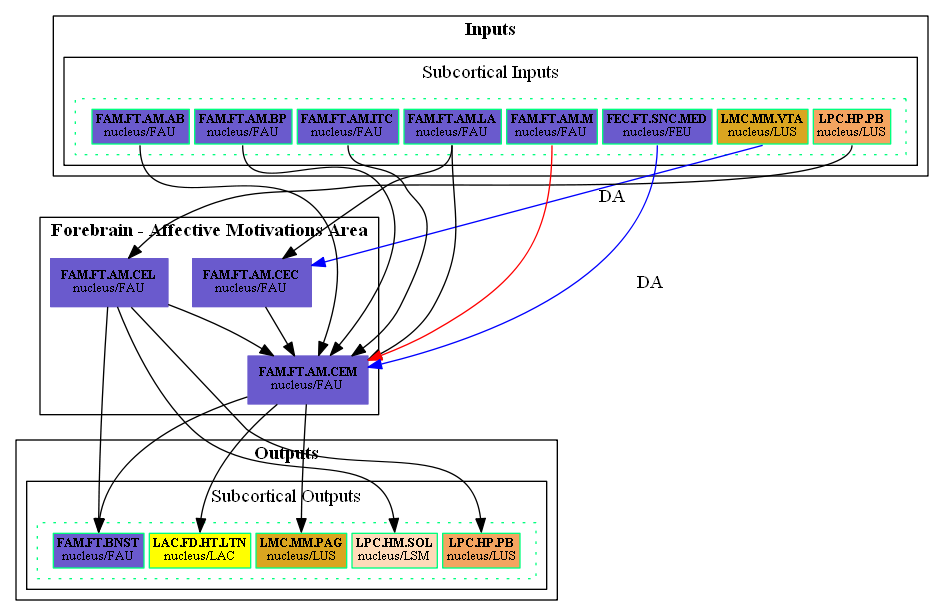 Inputs
Subcortical Inputs
FAM.FT.AM.AB
nucleus/FAU
FAM.FT.AM.BP
nucleus/FAU
FAM.FT.AM.ITC
nucleus/FAU
FAM.FT.AM.LA
nucleus/FAU
FAM.FT.AM.M
nucleus/FAU
FEC.FT.SNC.MED
nucleus/FEU
LMC.MM.VTA
nucleus/LUS
LPC.HP.PB
nucleus/LUS
DA
Forebrain - Affective Motivations Area
FAM.FT.AM.CEL
nucleus/FAU
FAM.FT.AM.CEC
nucleus/FAU
DA
FAM.FT.AM.CEM
nucleus/FAU
Outputs
Subcortical Outputs
FAM.FT.BNST
nucleus/FAU
LAC.FD.HT.LTN
nucleus/LAC
LMC.MM.PAG
nucleus/LUS
LPC.HM.SOL
nucleus/LSM
LPC.HP.PB
nucleus/LUS